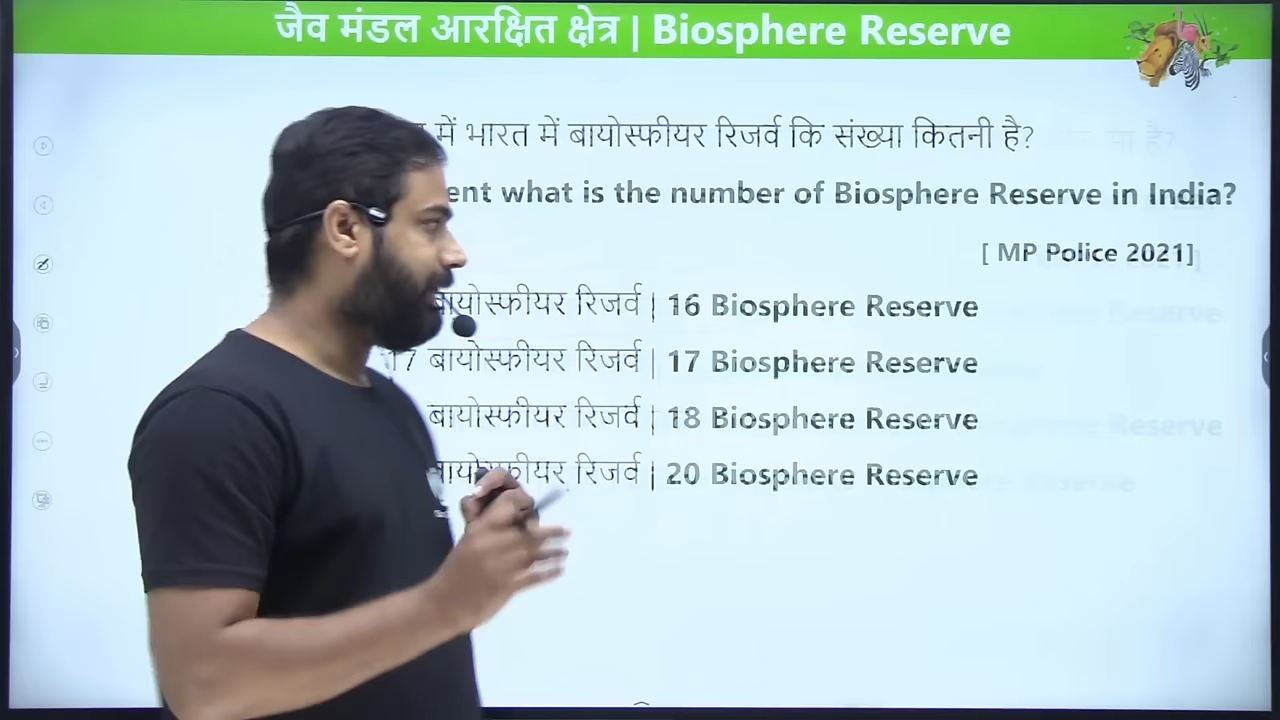 जैव मंडल आरक्षित क्षेत्र | Biosphere Reserve
में भारत में बायोस्फीयर रिजर्व कि संख्या कितनी है?
what is the number of Biosphere Reserve in India?
[ MP Police 2021]
बायोस्फीयर रिजर्व | 16 Biosphere Reserve
17 बायोस्फीयर रिजर्व | 17 Biosphere Reserve
बायोस्फीयर रिजर्व | 18 Biosphere Reserve
बायोस्फीयर रिजर्व | 20 Biosphere Reserve